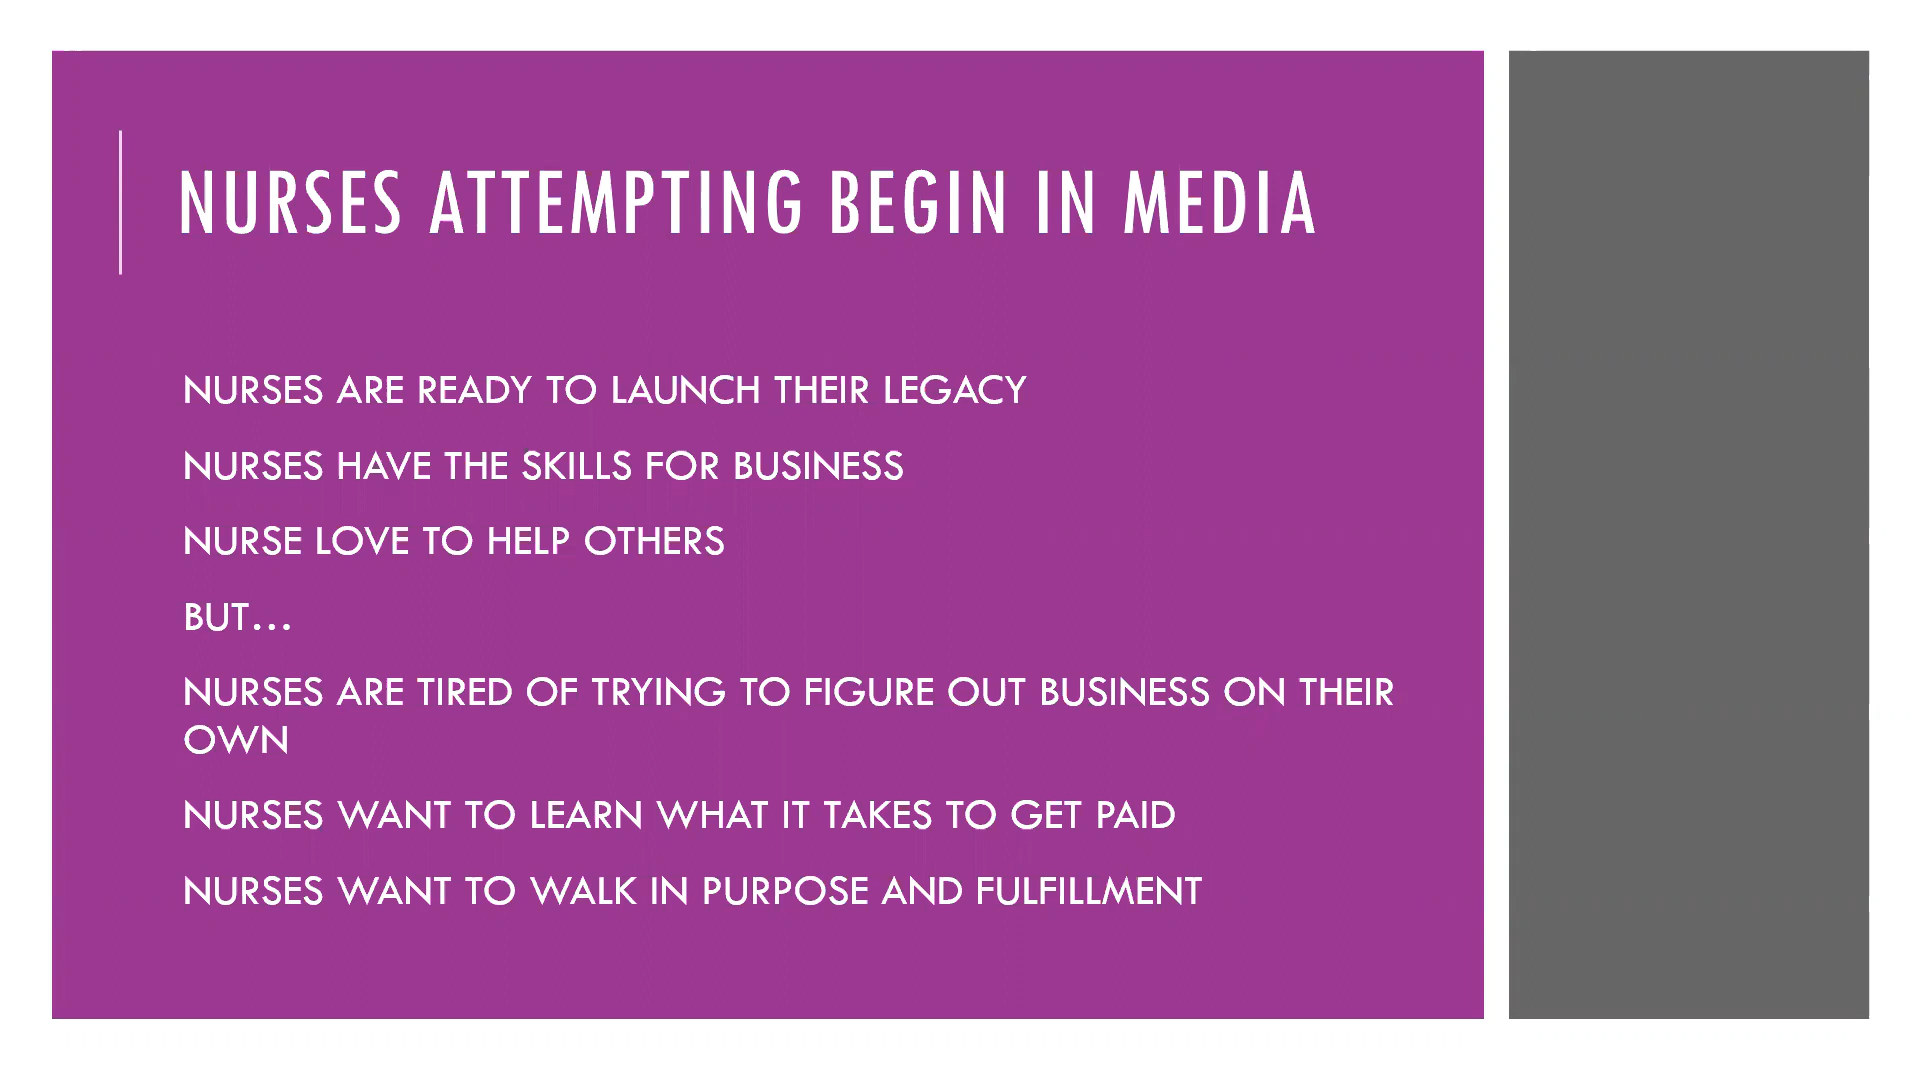 NURSES ATTEMPTING BEGIN IN MEDIA
NURSES ARE READY TO LAUNCH THEIR LEGACY
NURSES HAVE THE SKILLS FOR BUSINESS
NURSE LOVE TO HELP OTHERS
BUT…
NURSES ARE TIRED OF TRYING TO FIGURE OUT BUSINESS ON THEIR
OWN
NURSES WANT TO LEARN WHAT IT TAKES TO GET PAID
NURSES WANT TO WALK IN PURPOSE AND FULFILLMENT